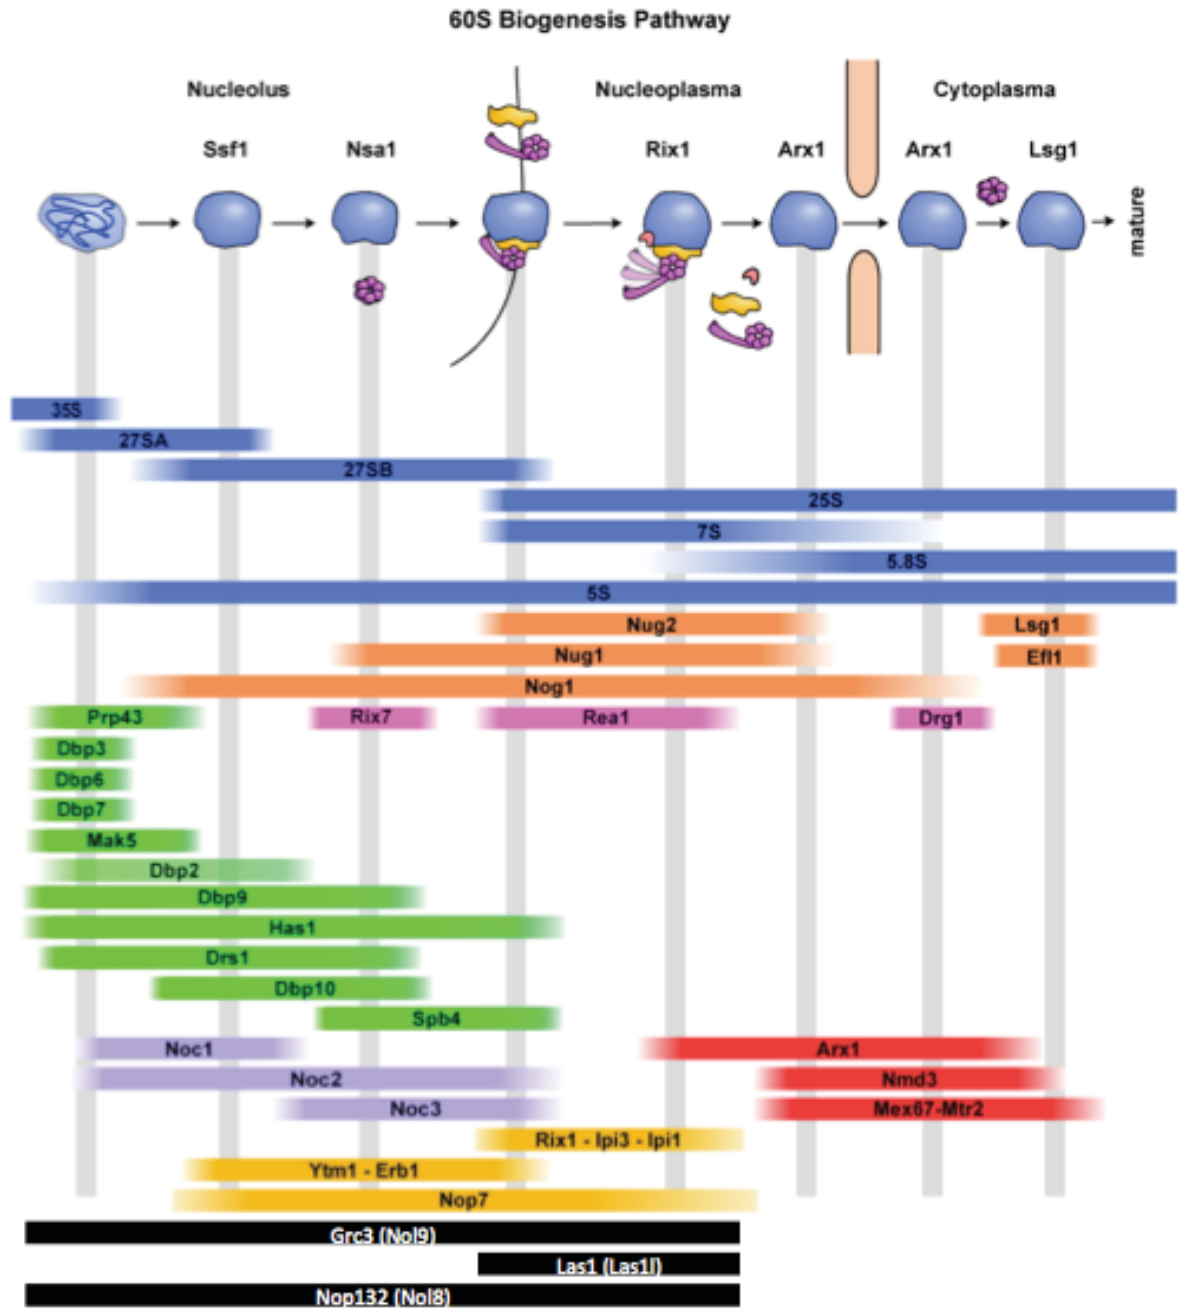 60S Biogenesis Pathway
Nucleolus Nucleoplasma Cytoplasma
Ssf1 Nsa1 Rix1 Arx1 Arx1 Lsg1
mature
35S
27SA
27SB
25S
7S
5.8S
5S
Nug2 Lsg1
Nug1 Efl1
Nog1
Prp43 Rix7 Rea1 Drg1
Dbp3
Dbp6
Dbp7
Mak5
Dbp2
Dbp9
Has1
Drs1
Dbp10
Spb4
Noc1 Arx1
Noc2 Nmd3
Noc3 Mex67-Mtr2
Rix1 - Ipi3 - Ipi1
Ytm1 - Erb1
Nop7
Grc3 (Nol9)
Las1 (Las1l)
Nop132 (Nol8)